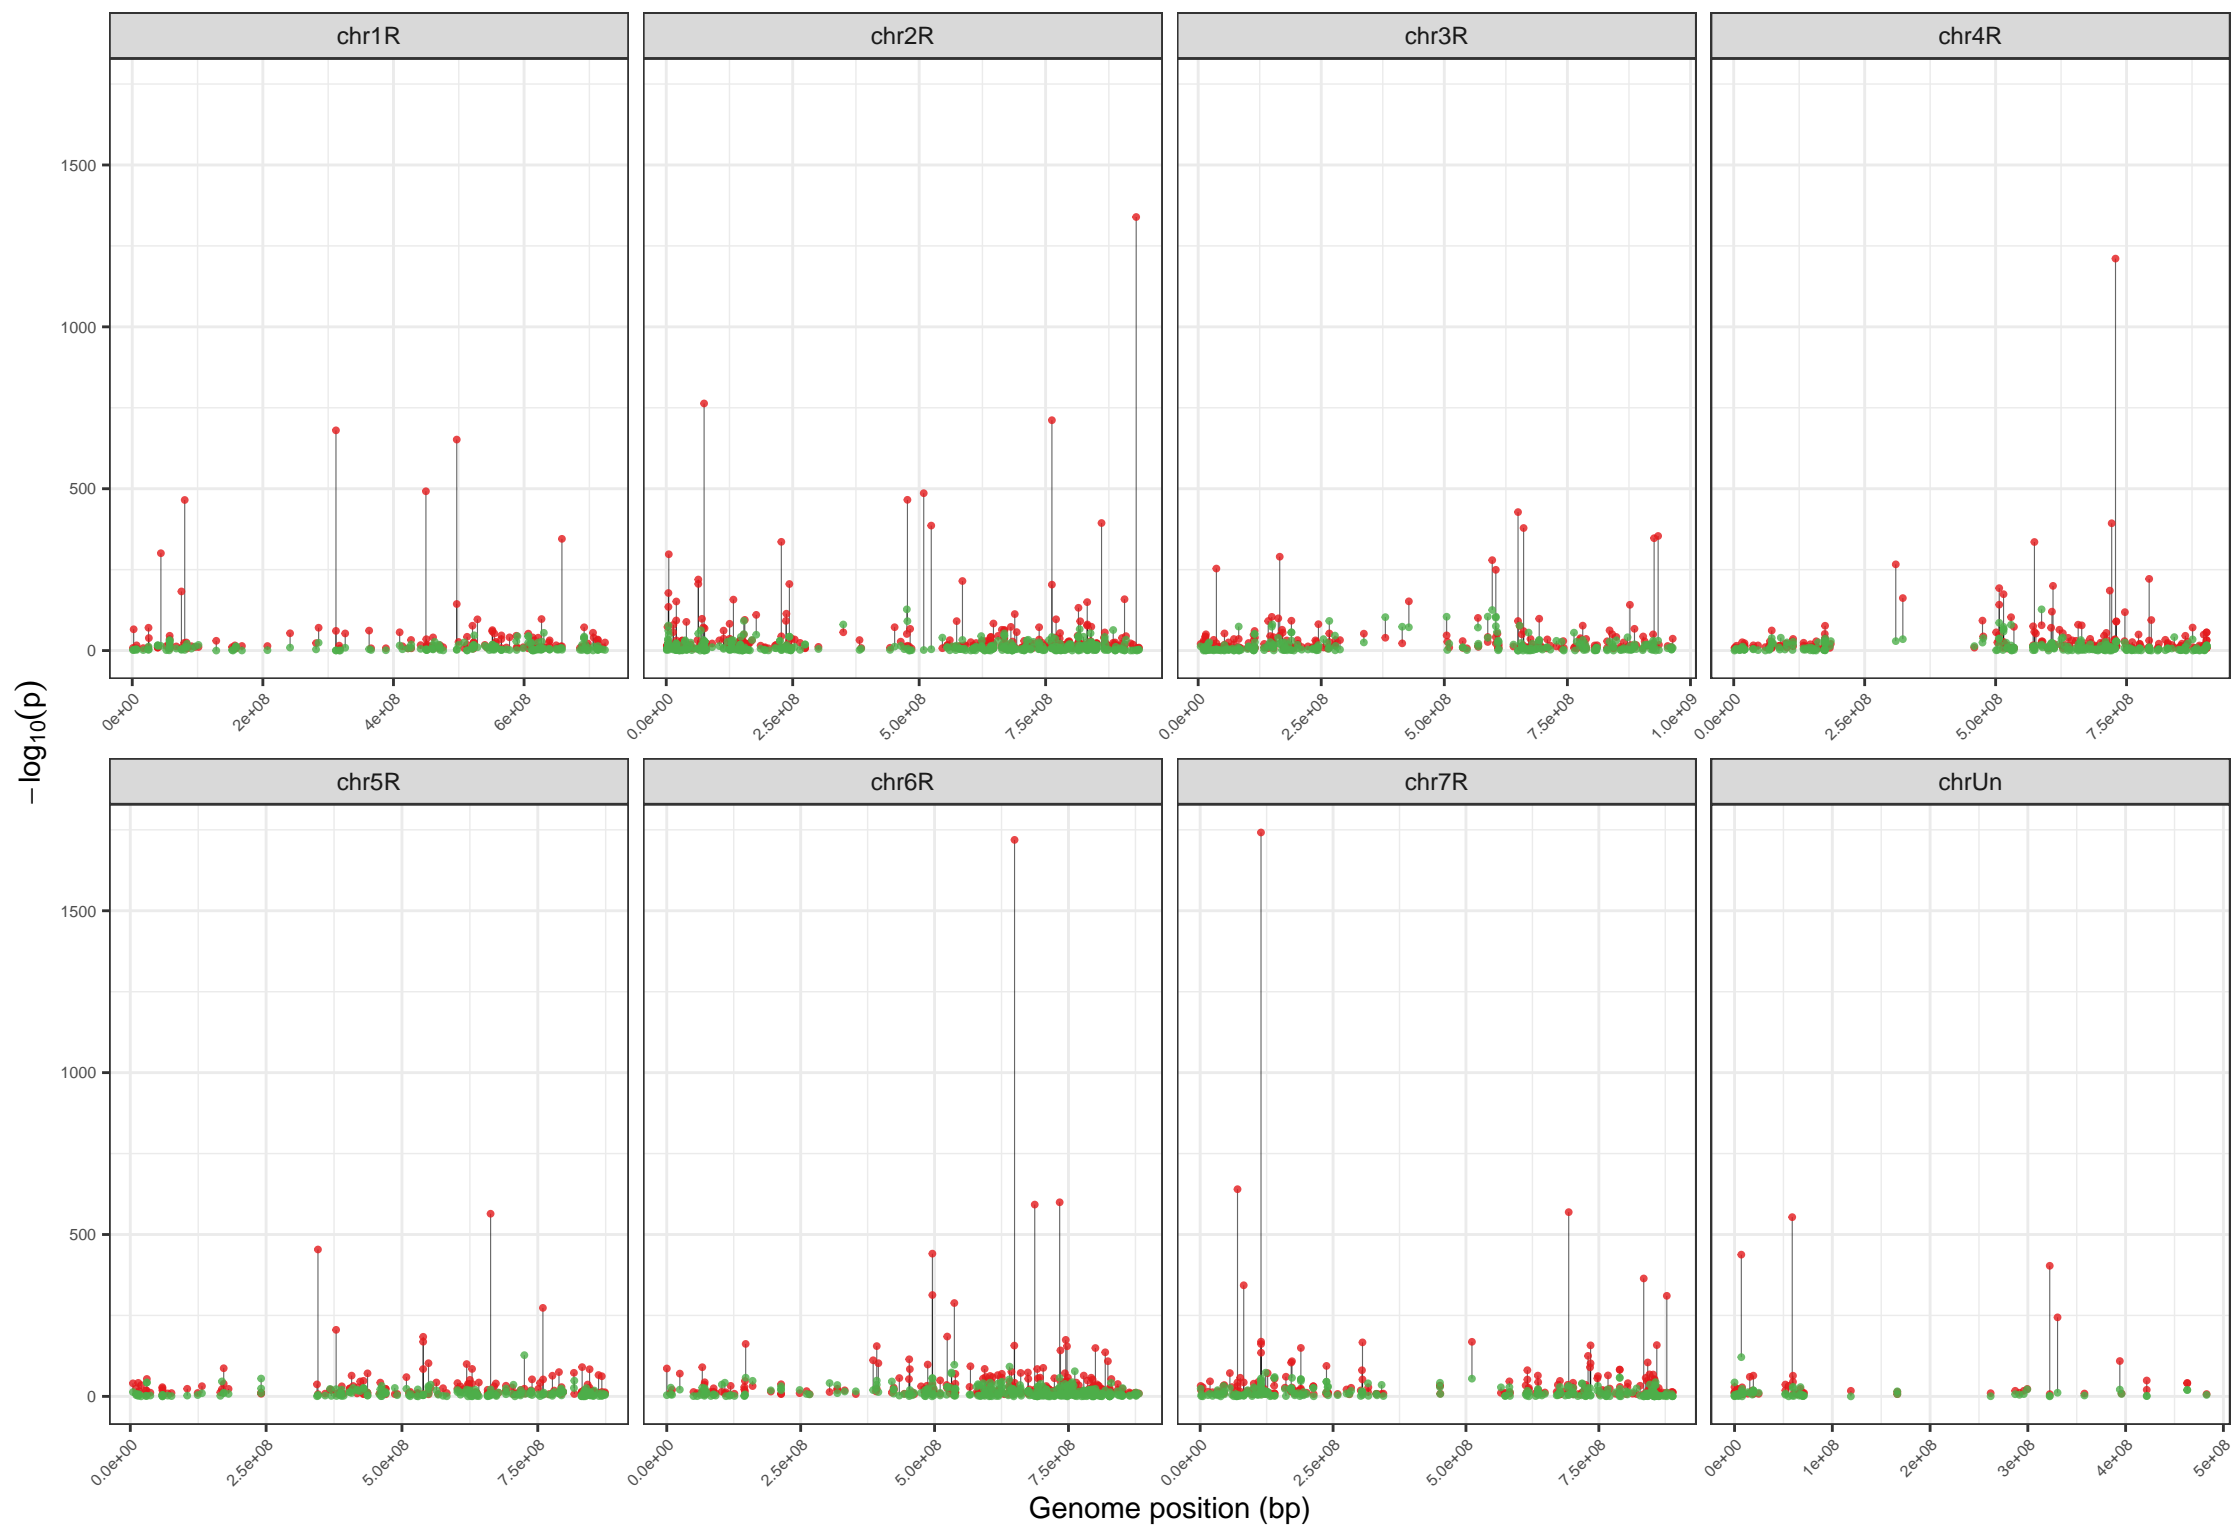 chr1R chr2R chr3R chr4R
1500
1000
500
0
0e+00 2e+08 4e+08 6e+08 0.0e+00 2.5e+08 5.0e+08 7.5e+08 0.0e+00 2.5e+08 5.0e+08 7.5e+08 1.0e+09 0.0e+00 2.5e+08 5.0e+08 7.5e+08
−log₁₀(p)
chr5R chr6R chr7R chrUn
1500
1000
500
0
0.0e+00 2.5e+08 5.0e+08 7.5e+08 0.0e+00 2.5e+08 5.0e+08 7.5e+08 0.0e+00 2.5e+08 5.0e+08 7.5e+08 0e+00 1e+08 2e+08 3e+08 4e+08 5e+08
Genome position (bp)